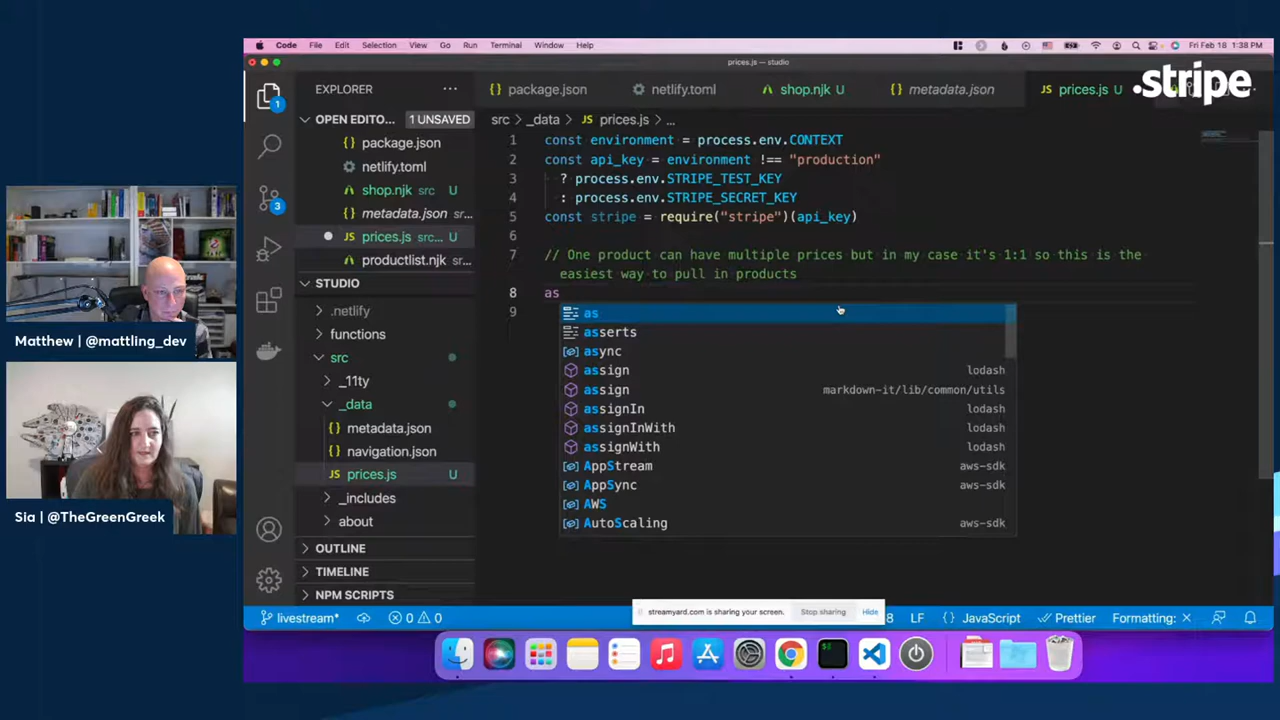 Code File Edit Selection View Go Run Terminal Window Help
Fri Feb 18 1:38 PM
prices.js — studio
stripe
EXPLORER
package.json
netlify.toml
shop.njk U
metadata.json
prices.js U
OPEN EDITO...
1 UNSAVED
package.json
netlify.toml
shop.njk src U
metadata.json sr...
prices.js src... U
productlist.njk src...
STUDIO
.netlify
functions
src
_11ty
_data
metadata.json
navigation.json
prices.js U
_includes
about
OUTLINE
TIMELINE
NPM SCRIPTS
src > _data > JS prices.js > ...
1 const environment = process.env.CONTEXT
2 const api_key = environment !== "production"
3 ? process.env.STRIPE_TEST_KEY
4 : process.env.STRIPE_SECRET_KEY
5 const stripe = require("stripe")(api_key)
6
7 // One product can have multiple prices but in my case it's 1:1 so this is the
easiest way to pull in products
8 as
9
as
asserts
async
assign lodash
assign markdown-it/lib/common/utils
assignIn lodash
assignInWith lodash
assignWith lodash
AppStream aws-sdk
AppSync aws-sdk
AWS
AutoScaling aws-sdk
Matthew | @mattling_dev
Sia | @TheGreenGreek
streamyard.com is sharing your screen. Stop sharing Hide
livestream* 0 0
8 LF {} JavaScript Prettier Formatting: ×
1
3